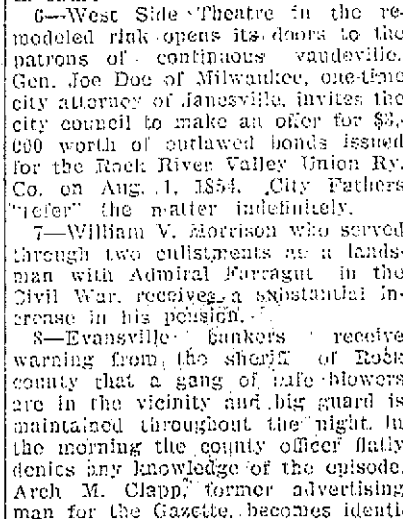 6—West Side Theatre in the re-
modeled rink opens its doors to the
patrons of continuous vaudeville.
Gen. Joe Doe of Milwaukee, one-time
city attorney of Janesville, invites the
city council to make an offer for $3,-
000 worth of outlawed bonds issued
for the Rock River Valley Union Ry.
Co. on Aug. 1, 1854. City Fathers
"refer" the matter indefinitely.
7—William V. Morrison who served
through two enlistments as a lands-
man with Admiral Farragut in the
Civil War, receives a substantial in-
crease in his pension.
8—Evansville bankers receive
warning from the sheriff of Rock
county that a gang of safe blowers
are in the vicinity and big guard is
maintained throughout the night. In
the morning the county officer flatly
denies any knowledge of the episode.
Arch M. Clapp, former advertising
man for the Gazette, becomes identi-